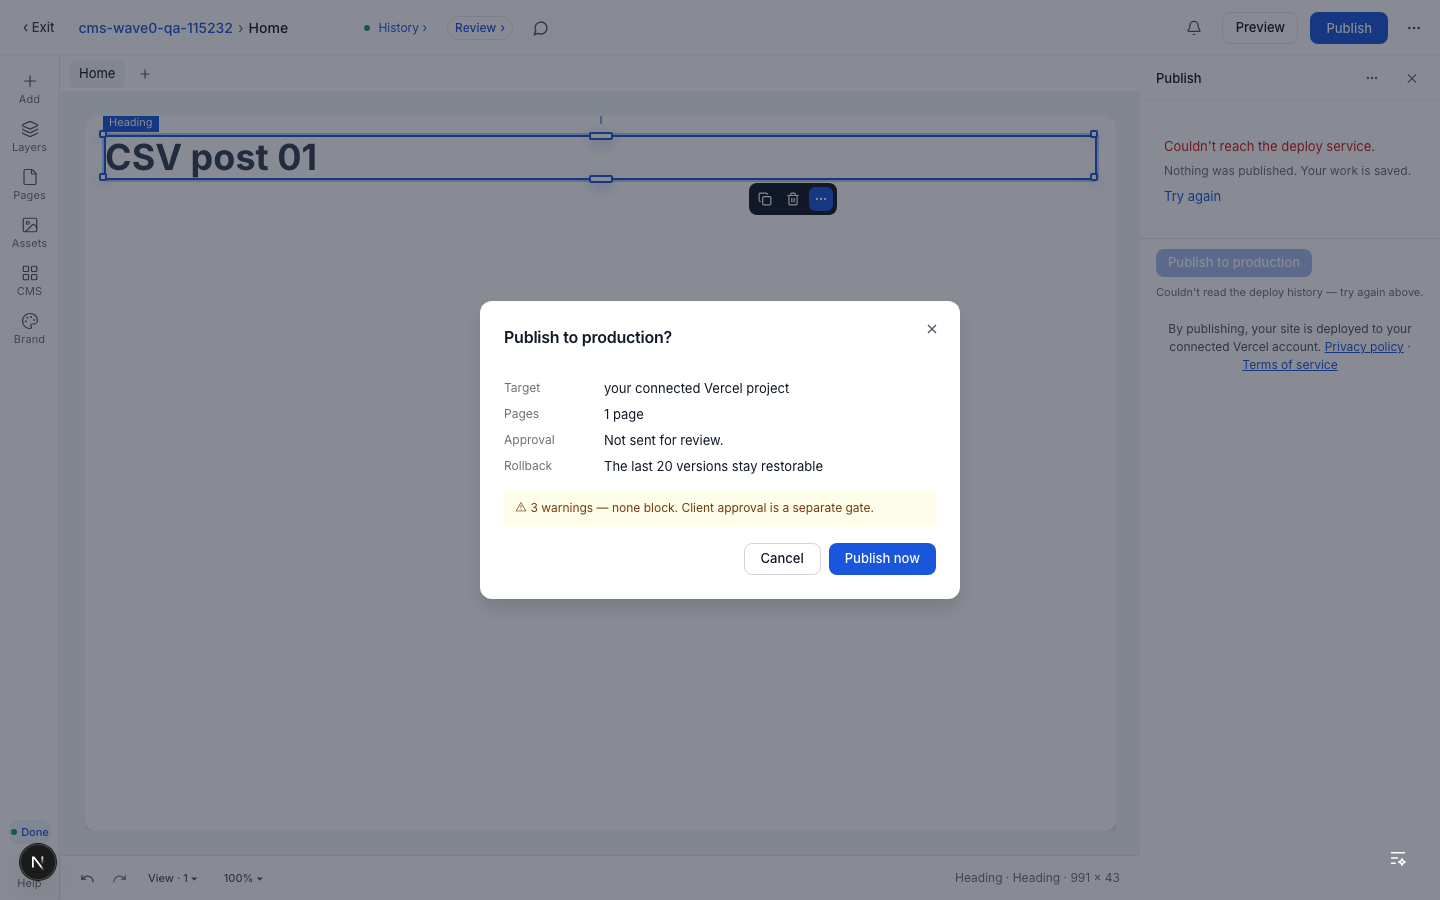 ‹ Exit
cms-wave0-qa-115232 › Home
History ›
Review ›
Preview
Publish
Add
Layers
Pages
Assets
CMS
Brand
Done
N
Help
Home
Heading
CSV post 01
Publish to production?
Target your connected Vercel project
Pages 1 page
Approval Not sent for review.
Rollback The last 20 versions stay restorable
⚠ 3 warnings — none block. Client approval is a separate gate.
Cancel
Publish now
Publish
Couldn't reach the deploy service.
Nothing was published. Your work is saved.
Try again
Publish to production
Couldn't read the deploy history — try again above.
By publishing, your site is deployed to your
connected Vercel account. Privacy policy ·
Terms of service
View · 1
100%
Heading · Heading · 991 × 43